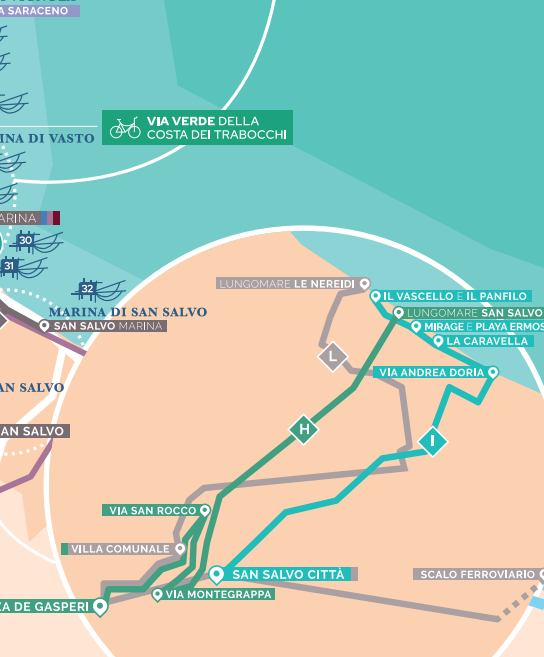 A SARACENO
VIA VERDE DELLA
COSTA DEI TRABOCCHI
INA DI VASTO
ARINA
30
31
32
MARINA DI SAN SALVO
SAN SALVO MARINA
LUNGOMARE LE NEREIDI
IL VASCELLO E IL PANFILO
LUNGOMARE SAN SALVO
MIRAGE E PLAYA ERMOS
LA CARAVELLA
L
VIA ANDREA DORIA
AN SALVO
H
AN SALVO
I
VIA SAN ROCCO
VILLA COMUNALE
SAN SALVO CITTÀ
SCALO FERROVIARIO
VIA MONTEGRAPPA
ZA DE GASPERI